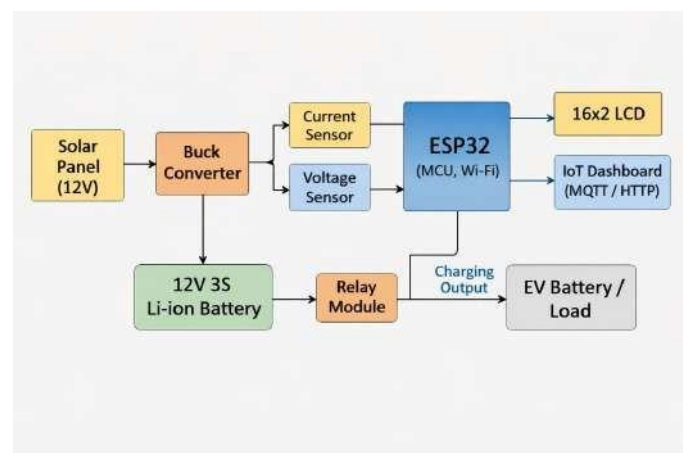 Solar
Panel
(12V)
Buck
Converter
Current
Sensor
Voltage
Sensor
ESP32
(MCU, Wi-Fi)
16x2 LCD
IoT Dashboard
(MQTT / HTTP)
12V 3S
Li-ion Battery
Relay
Module
Charging
Output
EV Battery /
Load